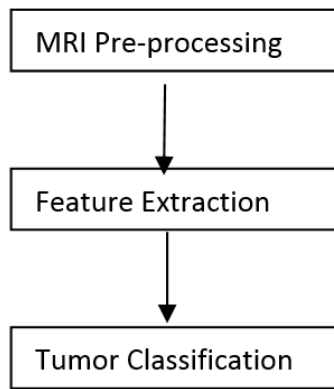 MRI Pre-processing
Feature Extraction
Tumor Classification